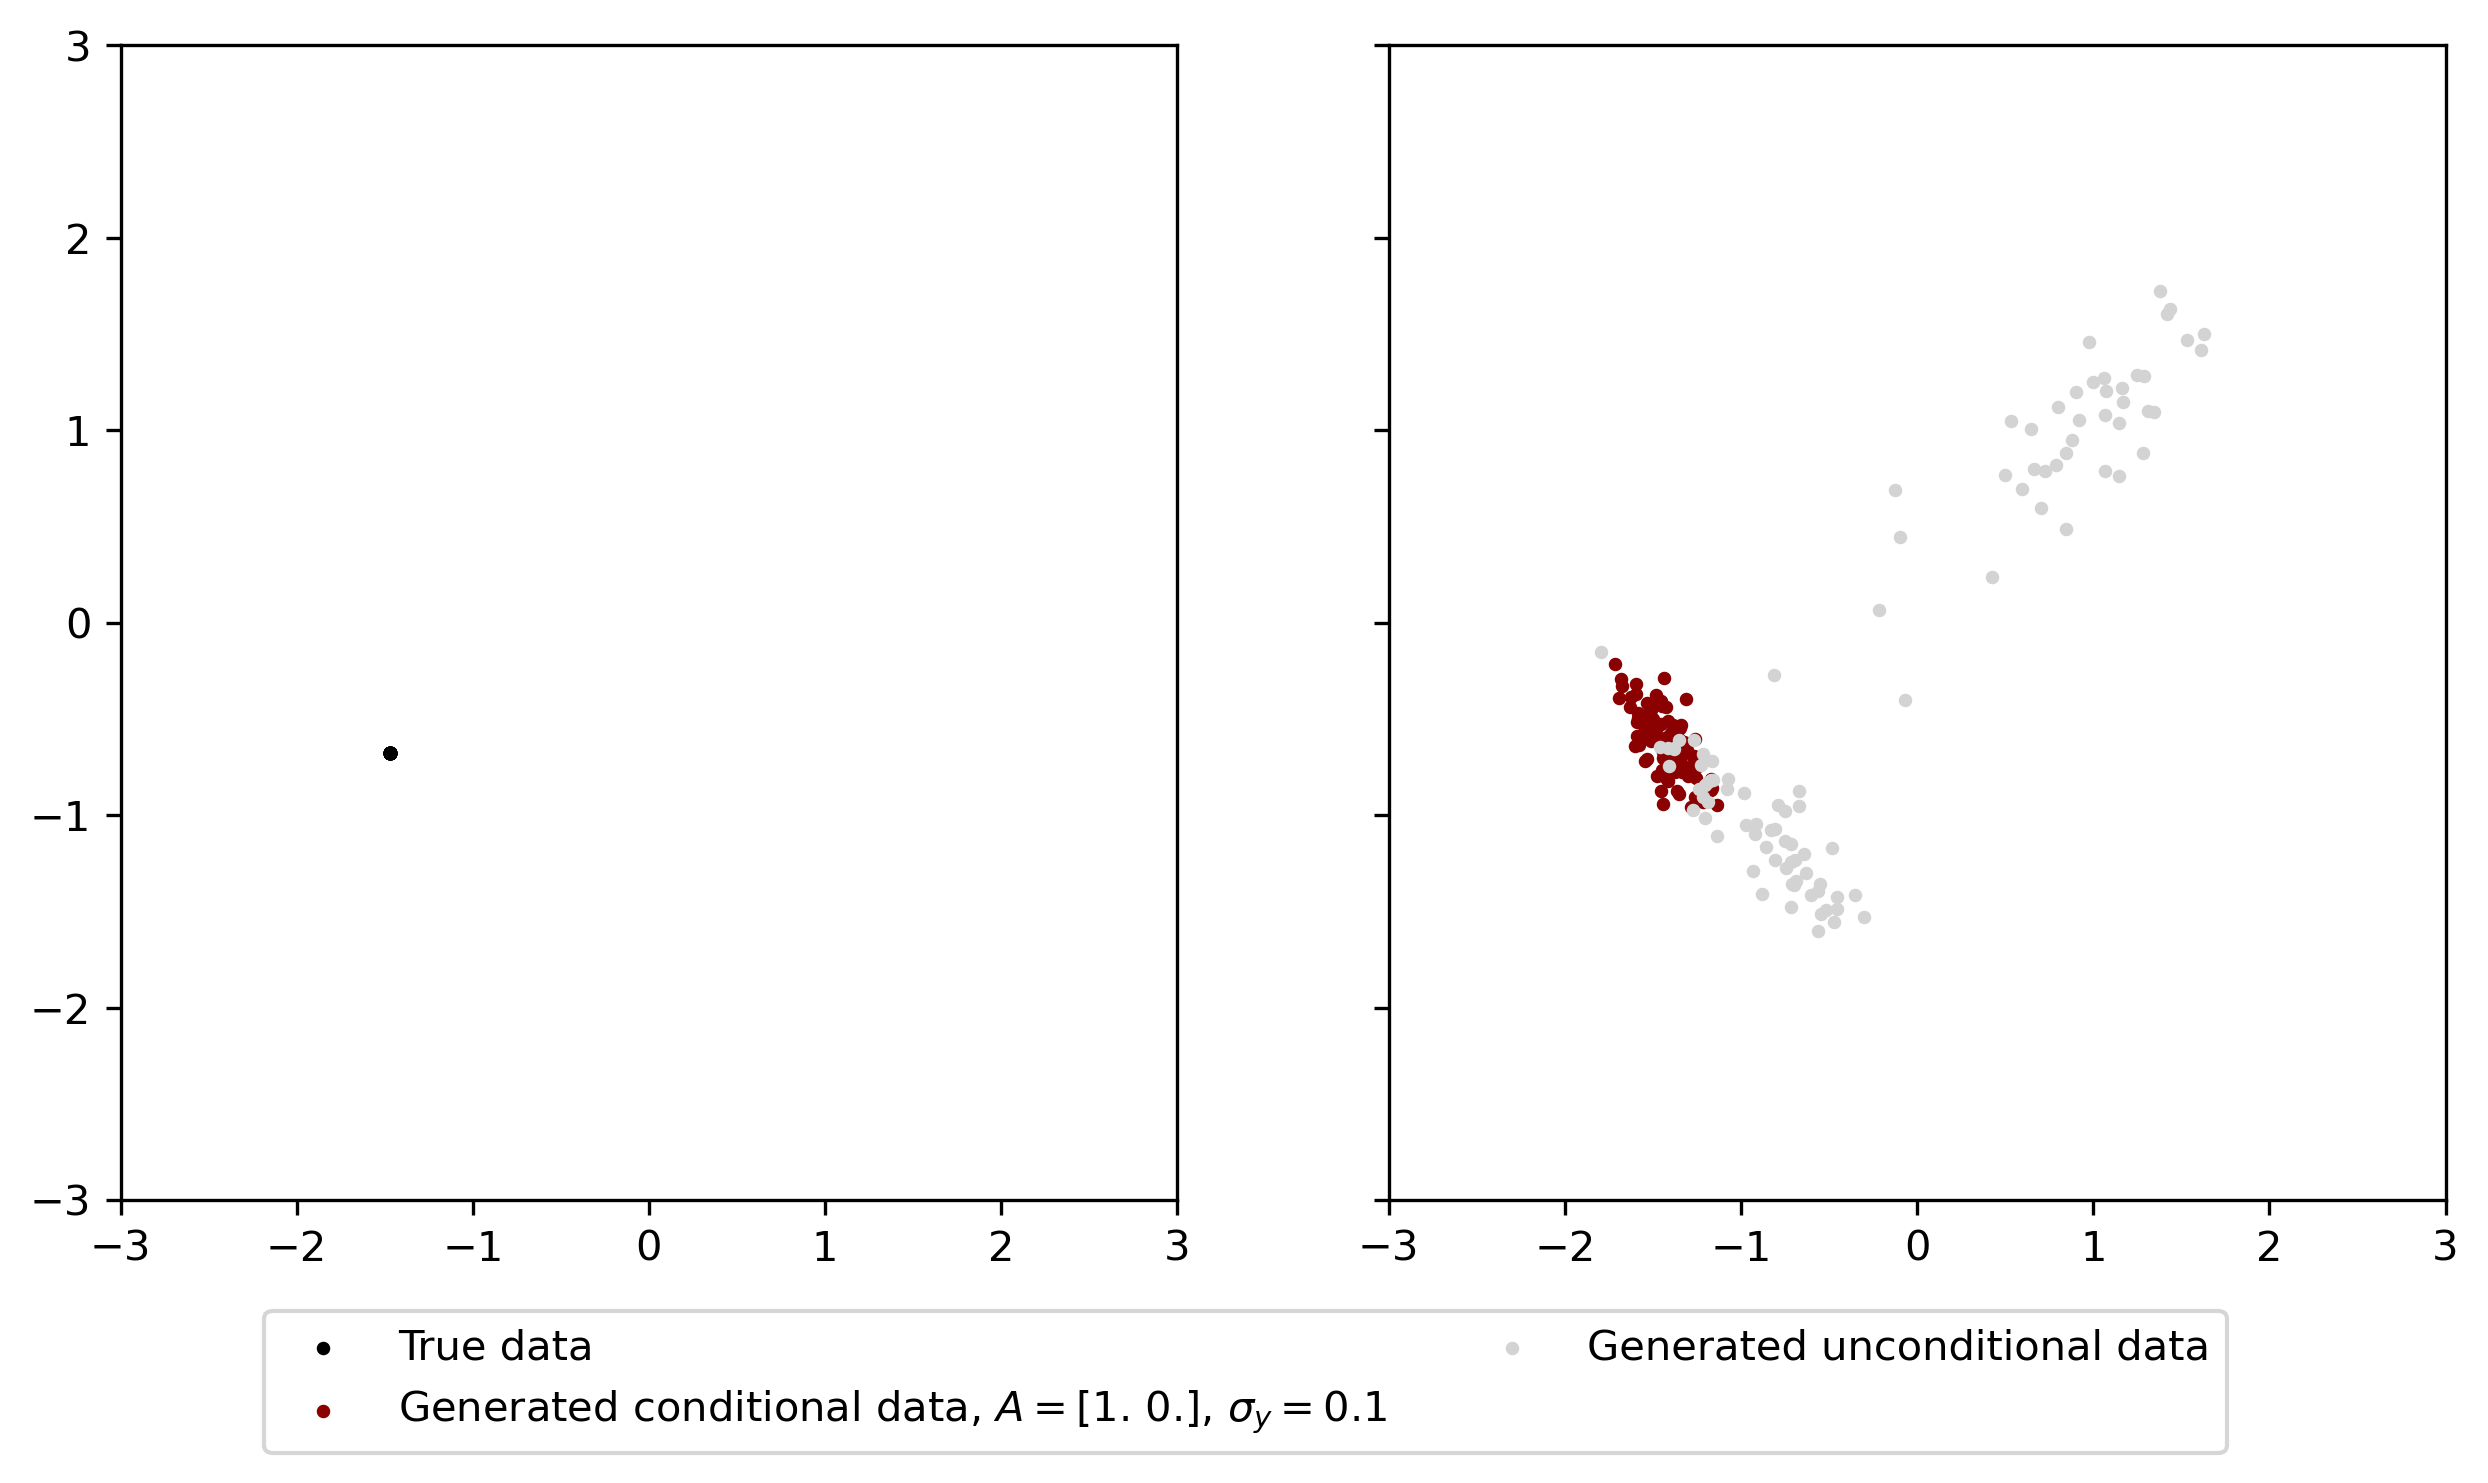 3
2
1
0
−1
−2
−3
−3 −2 −1 0 1 2 3
−3 −2 −1 0 1 2 3
True data
Generated conditional data, A = [1. 0.], σ_y = 0.1
Generated unconditional data